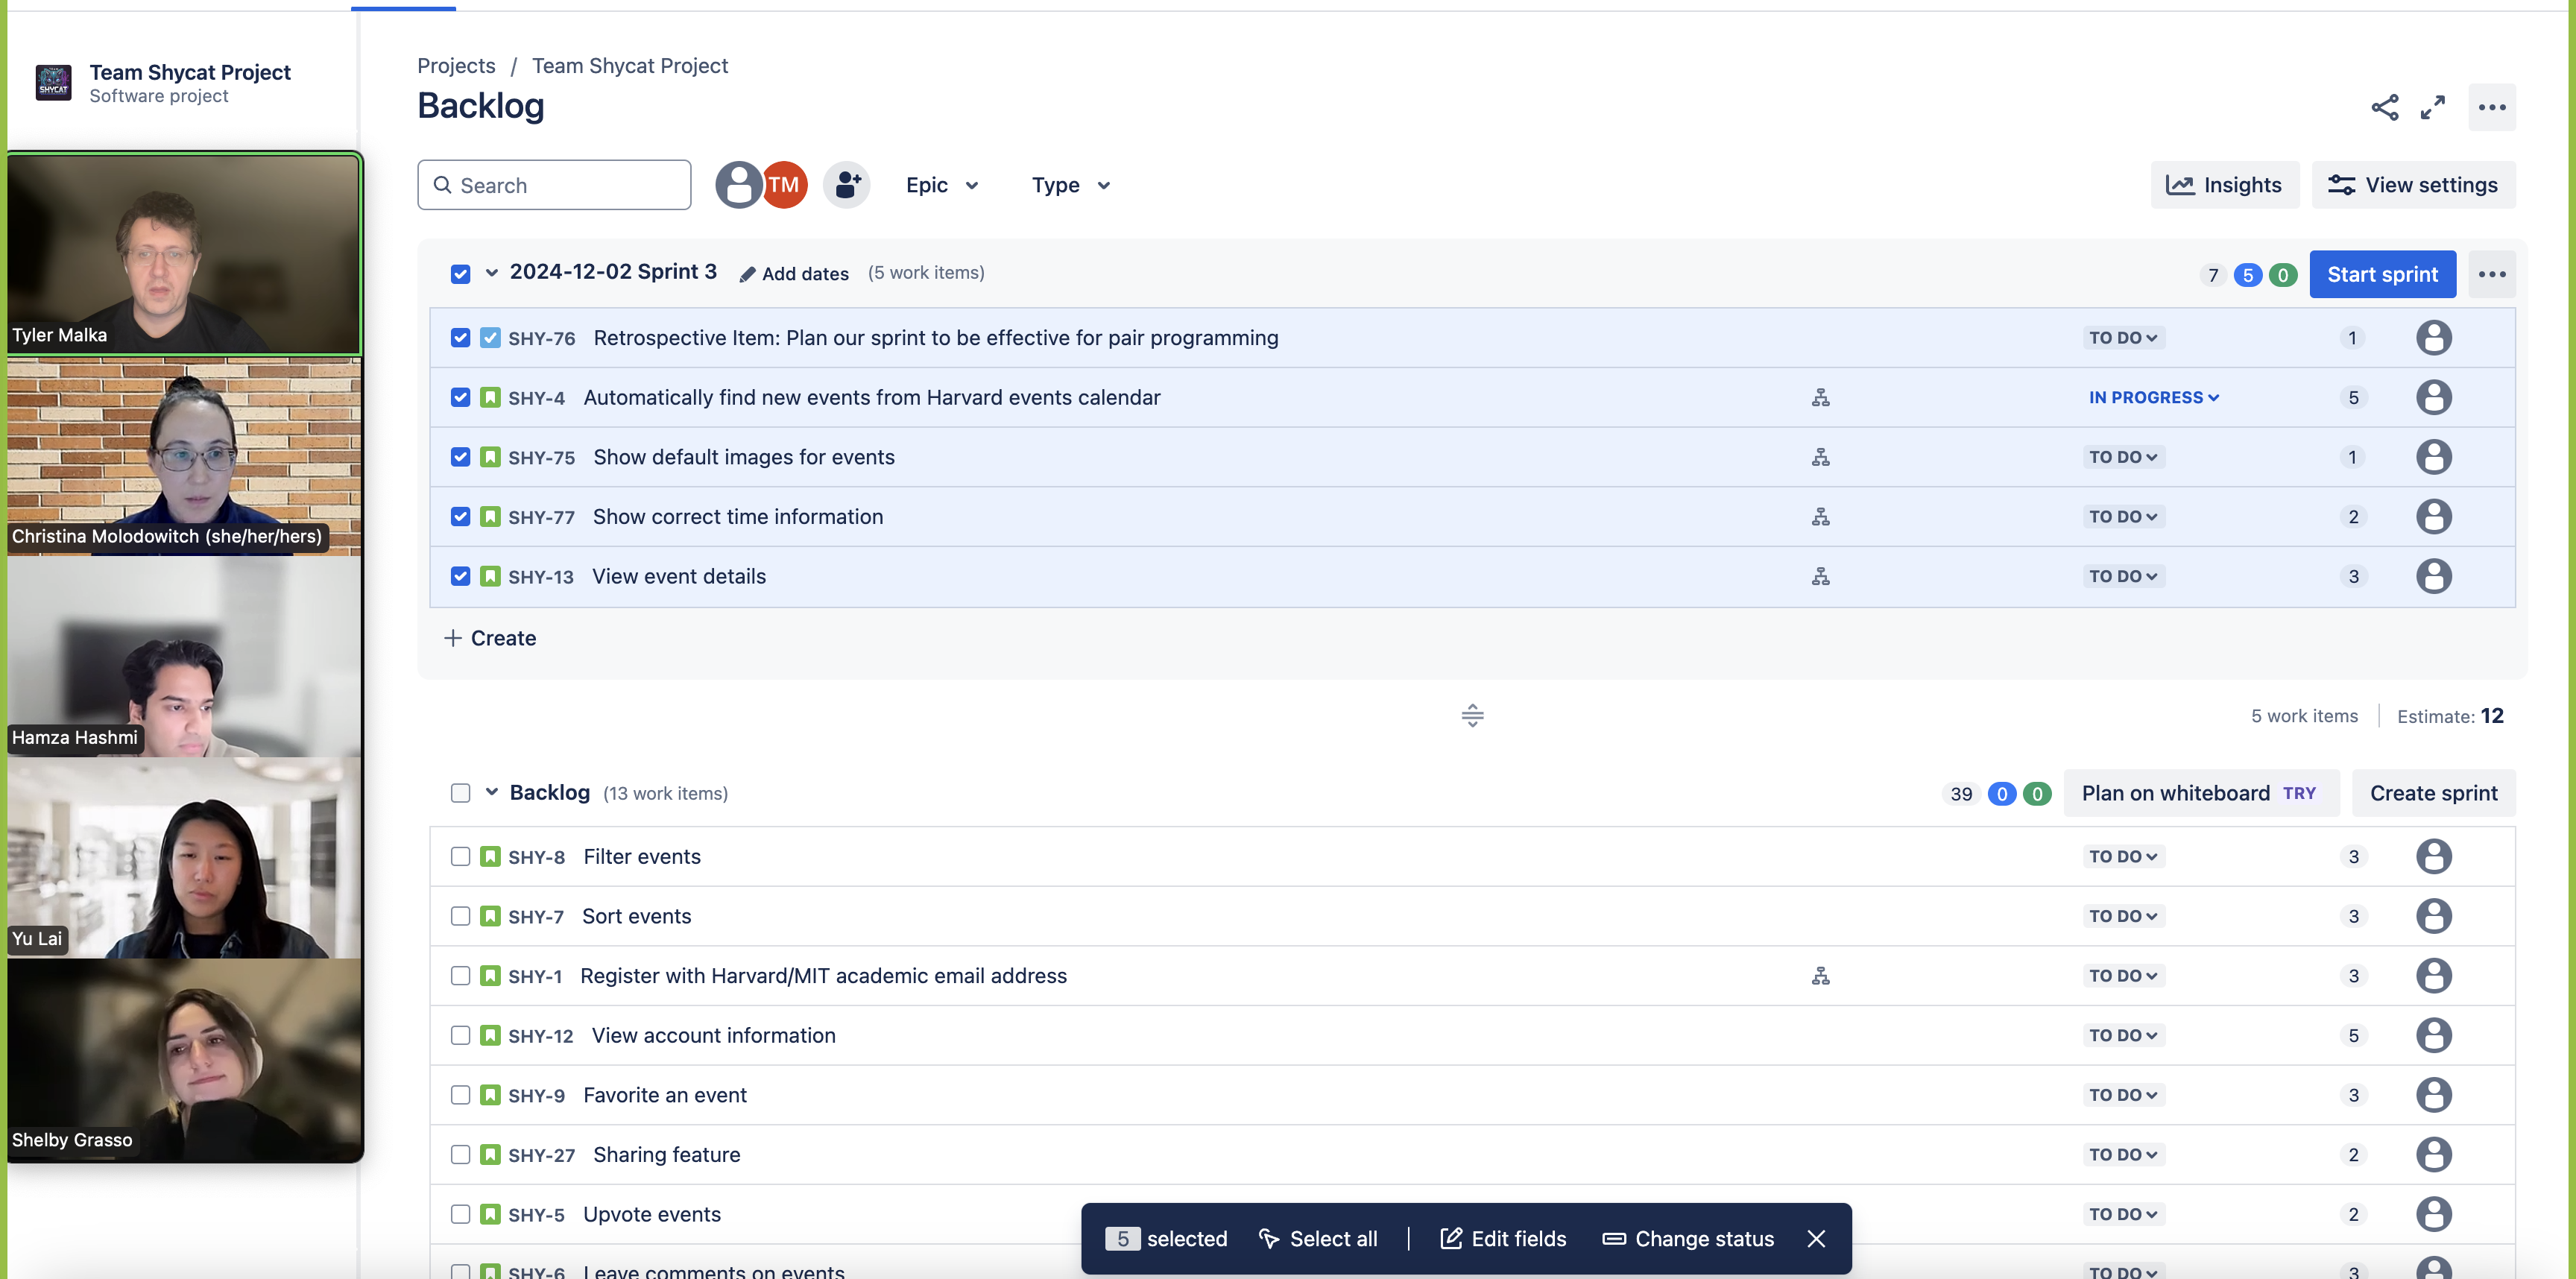 Team Shycat Project
Software project
SHYCAT
Tyler Malka
Christina Molodowitch (she/her/hers)
Hamza Hashmi
Yu Lai
Shelby Grasso
Projects / Team Shycat Project
Backlog
Search
TM
Epic
Type
Insights
View settings
2024-12-02 Sprint 3 Add dates (5 work items) 7 5 0 Start sprint
SHY-76 Retrospective Item: Plan our sprint to be effective for pair programming TO DO 1
SHY-4 Automatically find new events from Harvard events calendar IN PROGRESS 5
SHY-75 Show default images for events TO DO 1
SHY-77 Show correct time information TO DO 2
SHY-13 View event details TO DO 3
+ Create
5 work items | Estimate: 12
Backlog (13 work items) 39 0 0 Plan on whiteboard TRY Create sprint
SHY-8 Filter events TO DO 3
SHY-7 Sort events TO DO 3
SHY-1 Register with Harvard/MIT academic email address TO DO 3
SHY-12 View account information TO DO 5
SHY-9 Favorite an event TO DO 3
SHY-27 Sharing feature TO DO 2
SHY-5 Upvote events TO DO 2
5 selected Select all | Edit fields Change status
SHY-6 Leave comments on events TO DO 3